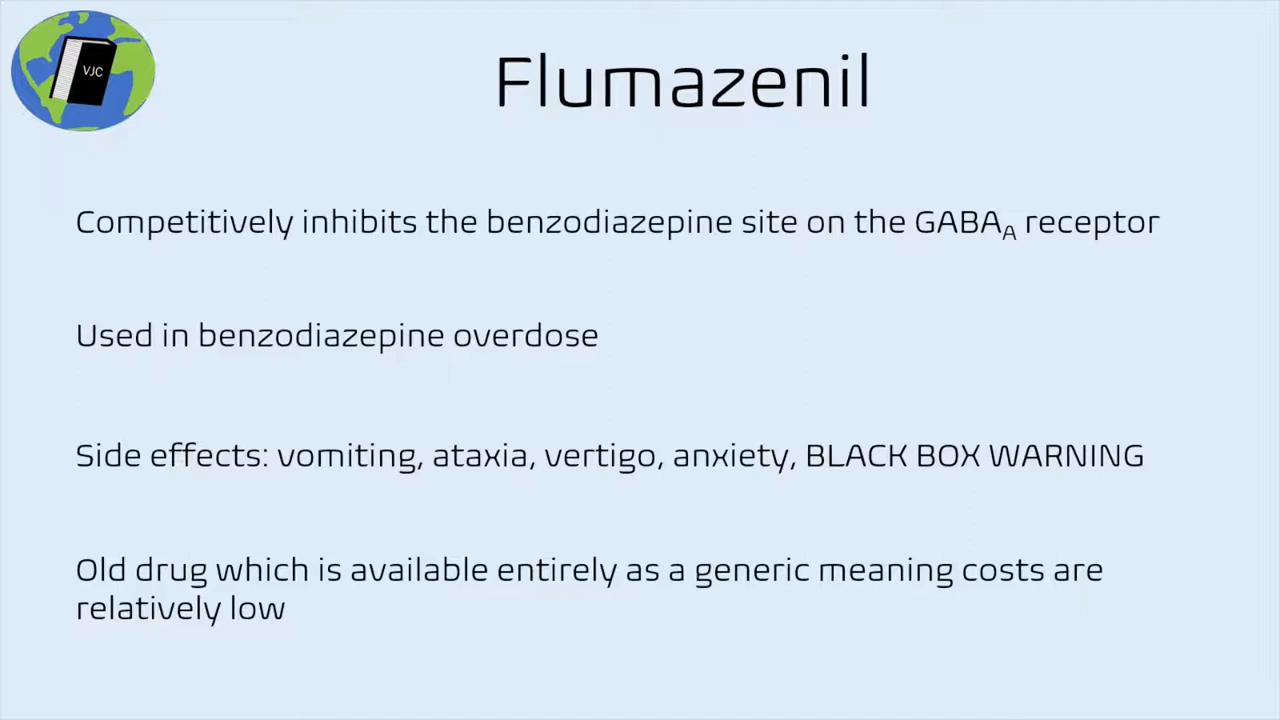 VJC
Flumazenil
Competitively inhibits the benzodiazepine site on the GABA_A receptor
Used in benzodiazepine overdose
Side effects: vomiting, ataxia, vertigo, anxiety, BLACK BOX WARNING
Old drug which is available entirely as a generic meaning costs are
relatively low